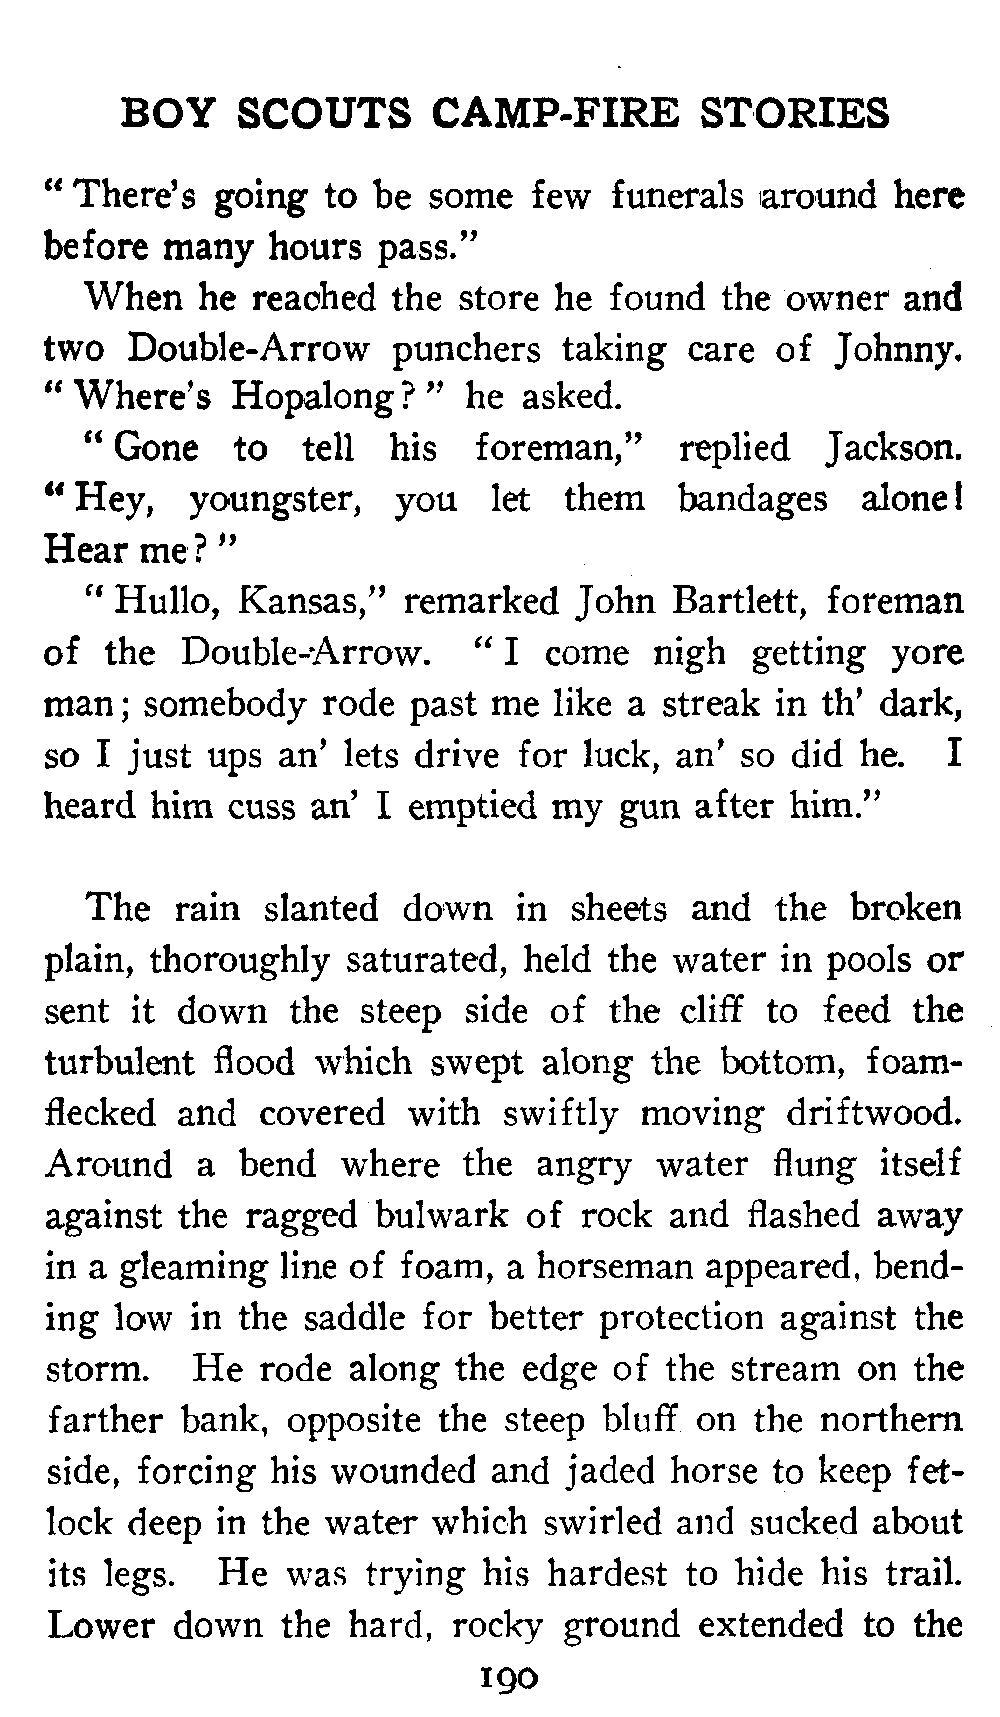 BOY SCOUTS CAMP-FIRE STORIES
“ There’s going to be some few funerals around here
before many hours pass.”
When he reached the store he found the owner and
two Double-Arrow punchers taking care of Johnny.
“ Where’s Hopalong? ” he asked.
“ Gone to tell his foreman,” replied Jackson.
“ Hey, youngster, you let them bandages alone!
Hear me? ”
“ Hullo, Kansas,” remarked John Bartlett, foreman
of the Double-Arrow. “ I come nigh getting yore
man; somebody rode past me like a streak in th’ dark,
so I just ups an’ lets drive for luck, an’ so did he. I
heard him cuss an’ I emptied my gun after him.”
The rain slanted down in sheets and the broken
plain, thoroughly saturated, held the water in pools or
sent it down the steep side of the cliff to feed the
turbulent flood which swept along the bottom, foam-
flecked and covered with swiftly moving driftwood.
Around a bend where the angry water flung itself
against the ragged bulwark of rock and flashed away
in a gleaming line of foam, a horseman appeared, bend-
ing low in the saddle for better protection against the
storm. He rode along the edge of the stream on the
farther bank, opposite the steep bluff on the northern
side, forcing his wounded and jaded horse to keep fet-
lock deep in the water which swirled and sucked about
its legs. He was trying his hardest to hide his trail.
Lower down the hard, rocky ground extended to the
190